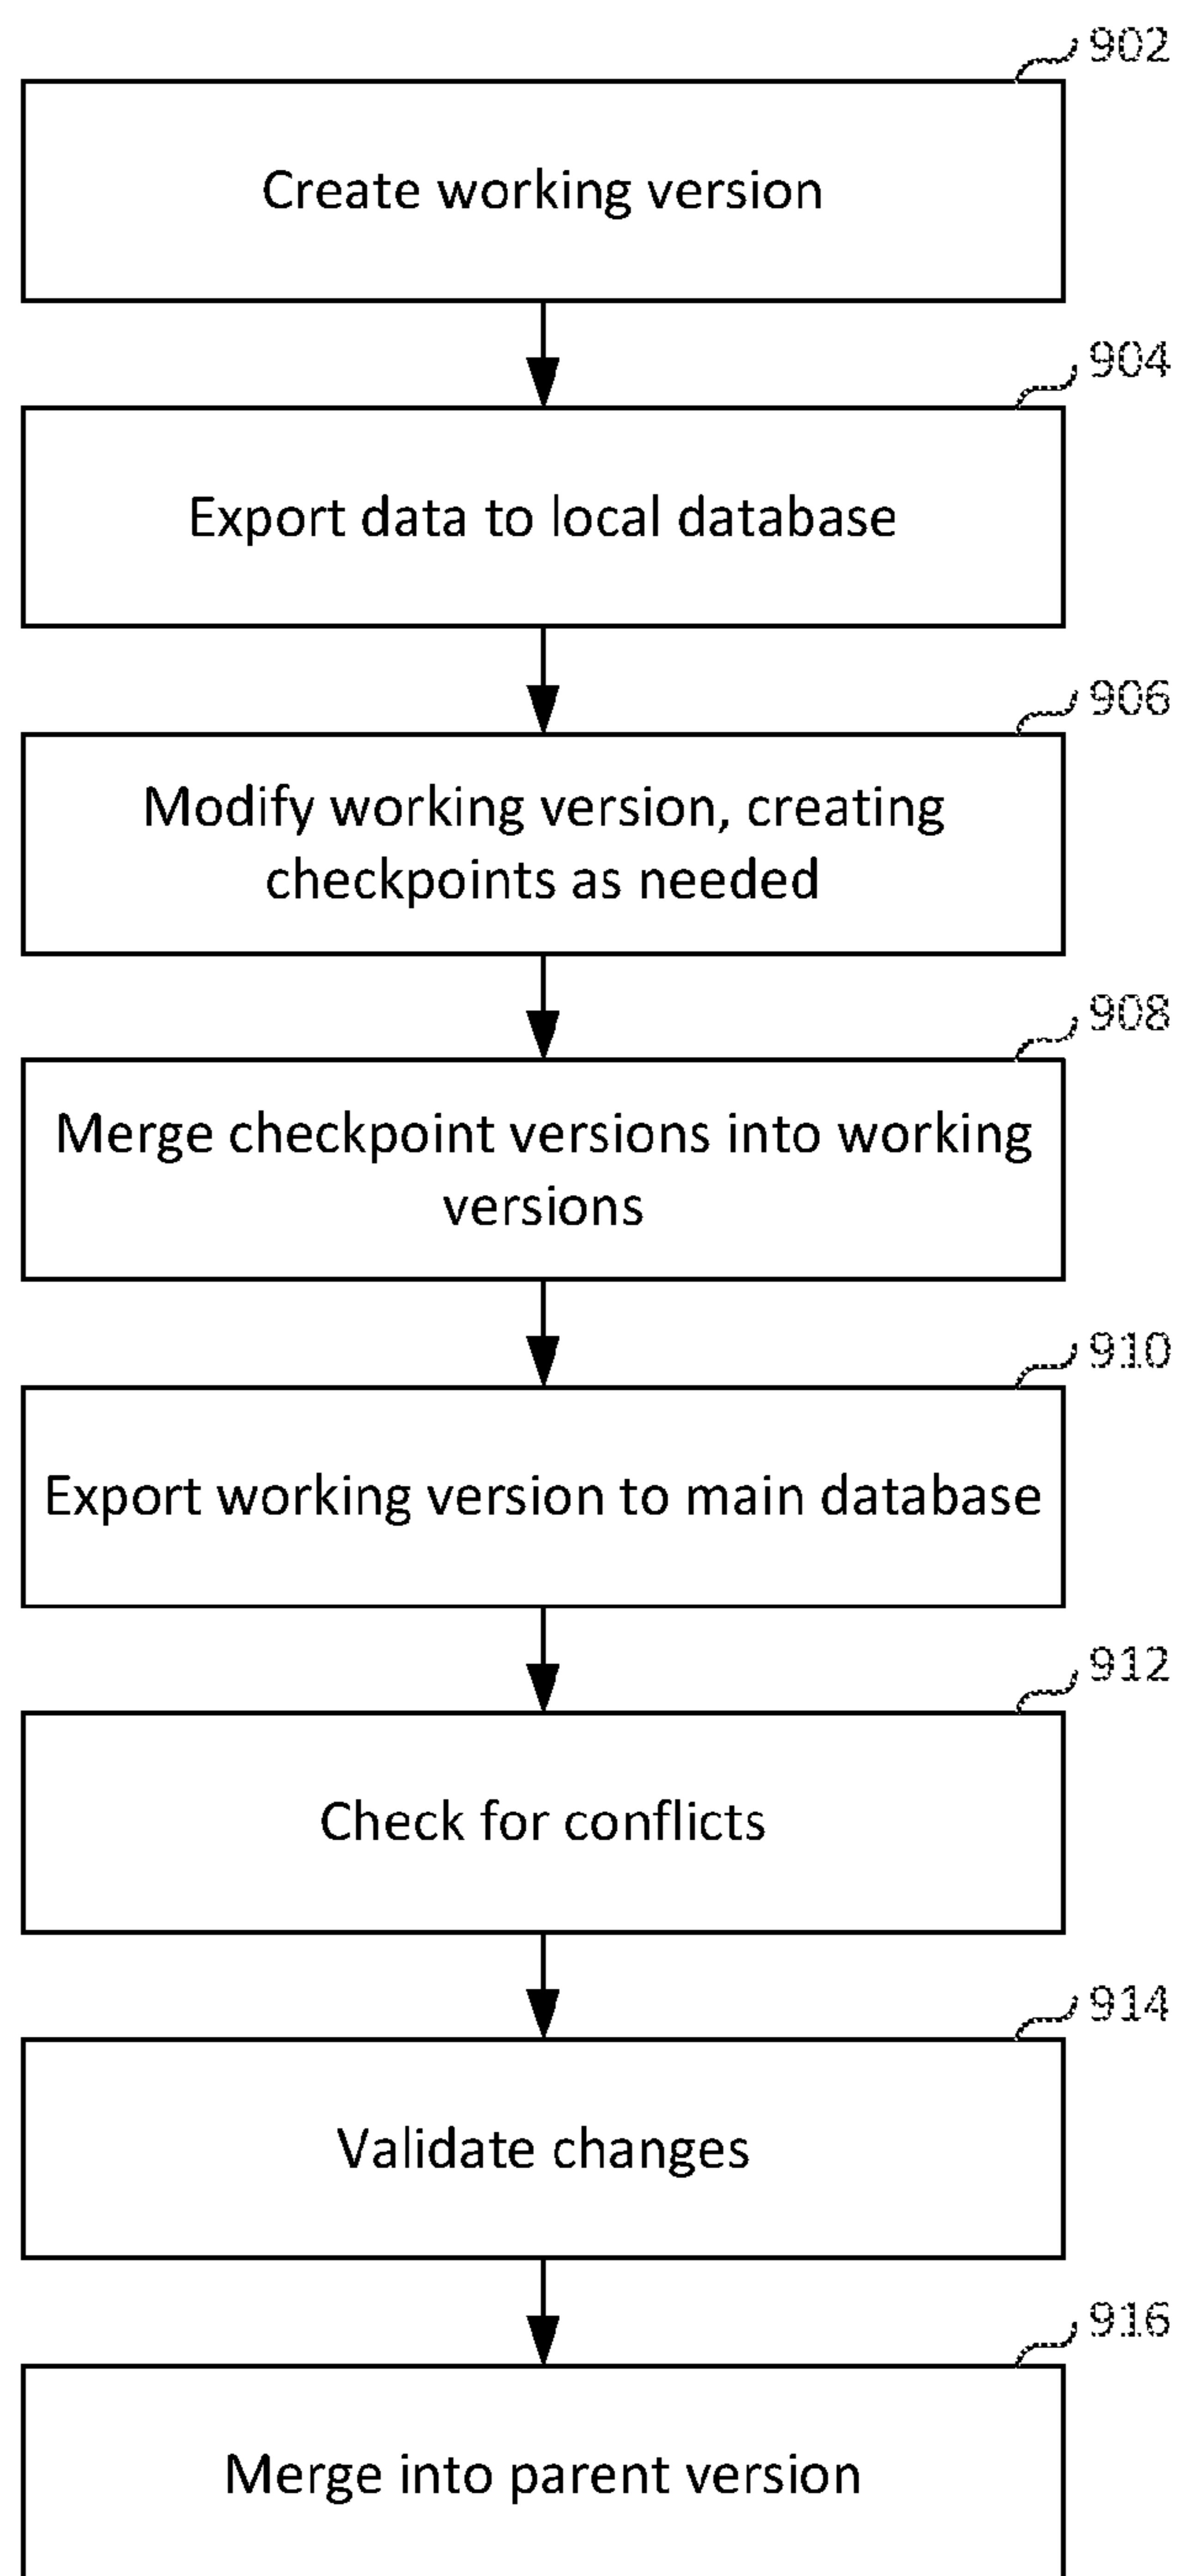 902
Create working version
904
Export data to local database
906
Modify working version, creating
checkpoints as needed
908
Merge checkpoint versions into working
versions
910
Export working version to main database
912
Check for conflicts
914
Validate changes
916
Merge into parent version